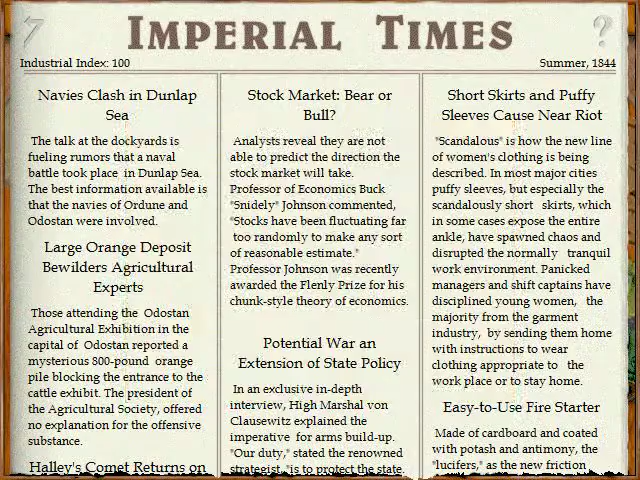 Imperial Times
Industrial Index: 100
Summer, 1844
Navies Clash in Dunlap
Sea
The talk at the dockyards is
fueling rumors that a naval
battle took place in Dunlap Sea.
The best information available is
that the navies of Ordune and
Odostan were involved.
Large Orange Deposit
Bewilders Agricultural
Experts
Those attending the Odostan
Agricultural Exhibition in the
capital of Odostan reported a
mysterious 800-pound orange
pile blocking the entrance to the
cattle exhibit. The president of
the Agricultural Society, offered
no explanation for the offensive
substance.
Halley's Comet Returns on
Stock Market: Bear or
Bull?
Analysts reveal they are not
able to predict the direction the
stock market will take.
Professor of Economics Buck
"Snidely" Johnson commented,
"Stocks have been fluctuating far
too randomly to make any sort
of reasonable estimate."
Professor Johnson was recently
awarded the Flenly Prize for his
chunk-style theory of economics.
Potential War an
Extension of State Policy
In an exclusive in-depth
interview, High Marshal von
Clausewitz explained the
imperative for arms build-up.
"Our duty," stated the renowned
strategist, "is to protect the state.
Short Skirts and Puffy
Sleeves Cause Near Riot
"Scandalous" is how the new line
of women's clothing is being
described. In most major cities
puffy sleeves, but especially the
scandalously short skirts, which
in some cases expose the entire
ankle, have spawned chaos and
disrupted the normally tranquil
work environment. Panicked
managers and shift captains have
disciplined young women, the
majority from the garment
industry, by sending them home
with instructions to wear
clothing appropriate to the
work place or to stay home.
Easy-to-Use Fire Starter
Made of cardboard and coated
with potash and antimony, the
"lucifers," as the new friction